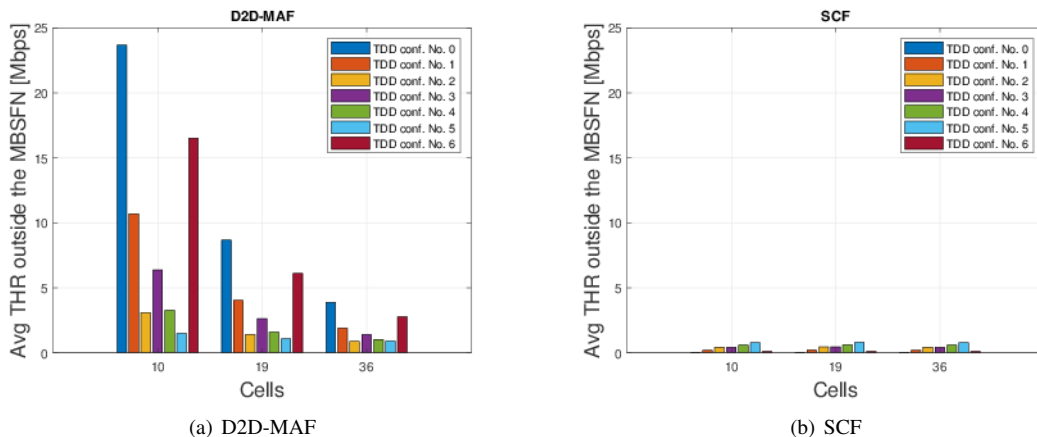 D2D-MAF
Avg THR outside the MBSFN [Mbps]
25
20
15
10
5
0
TDD conf. No. 0
TDD conf. No. 1
TDD conf. No. 2
TDD conf. No. 3
TDD conf. No. 4
TDD conf. No. 5
TDD conf. No. 6
10 19 36
Cells
(a) D2D-MAF
SCF
Avg THR outside the MBSFN [Mbps]
25
20
15
10
5
0
TDD conf. No. 0
TDD conf. No. 1
TDD conf. No. 2
TDD conf. No. 3
TDD conf. No. 4
TDD conf. No. 5
TDD conf. No. 6
10 19 36
Cells
(b) SCF